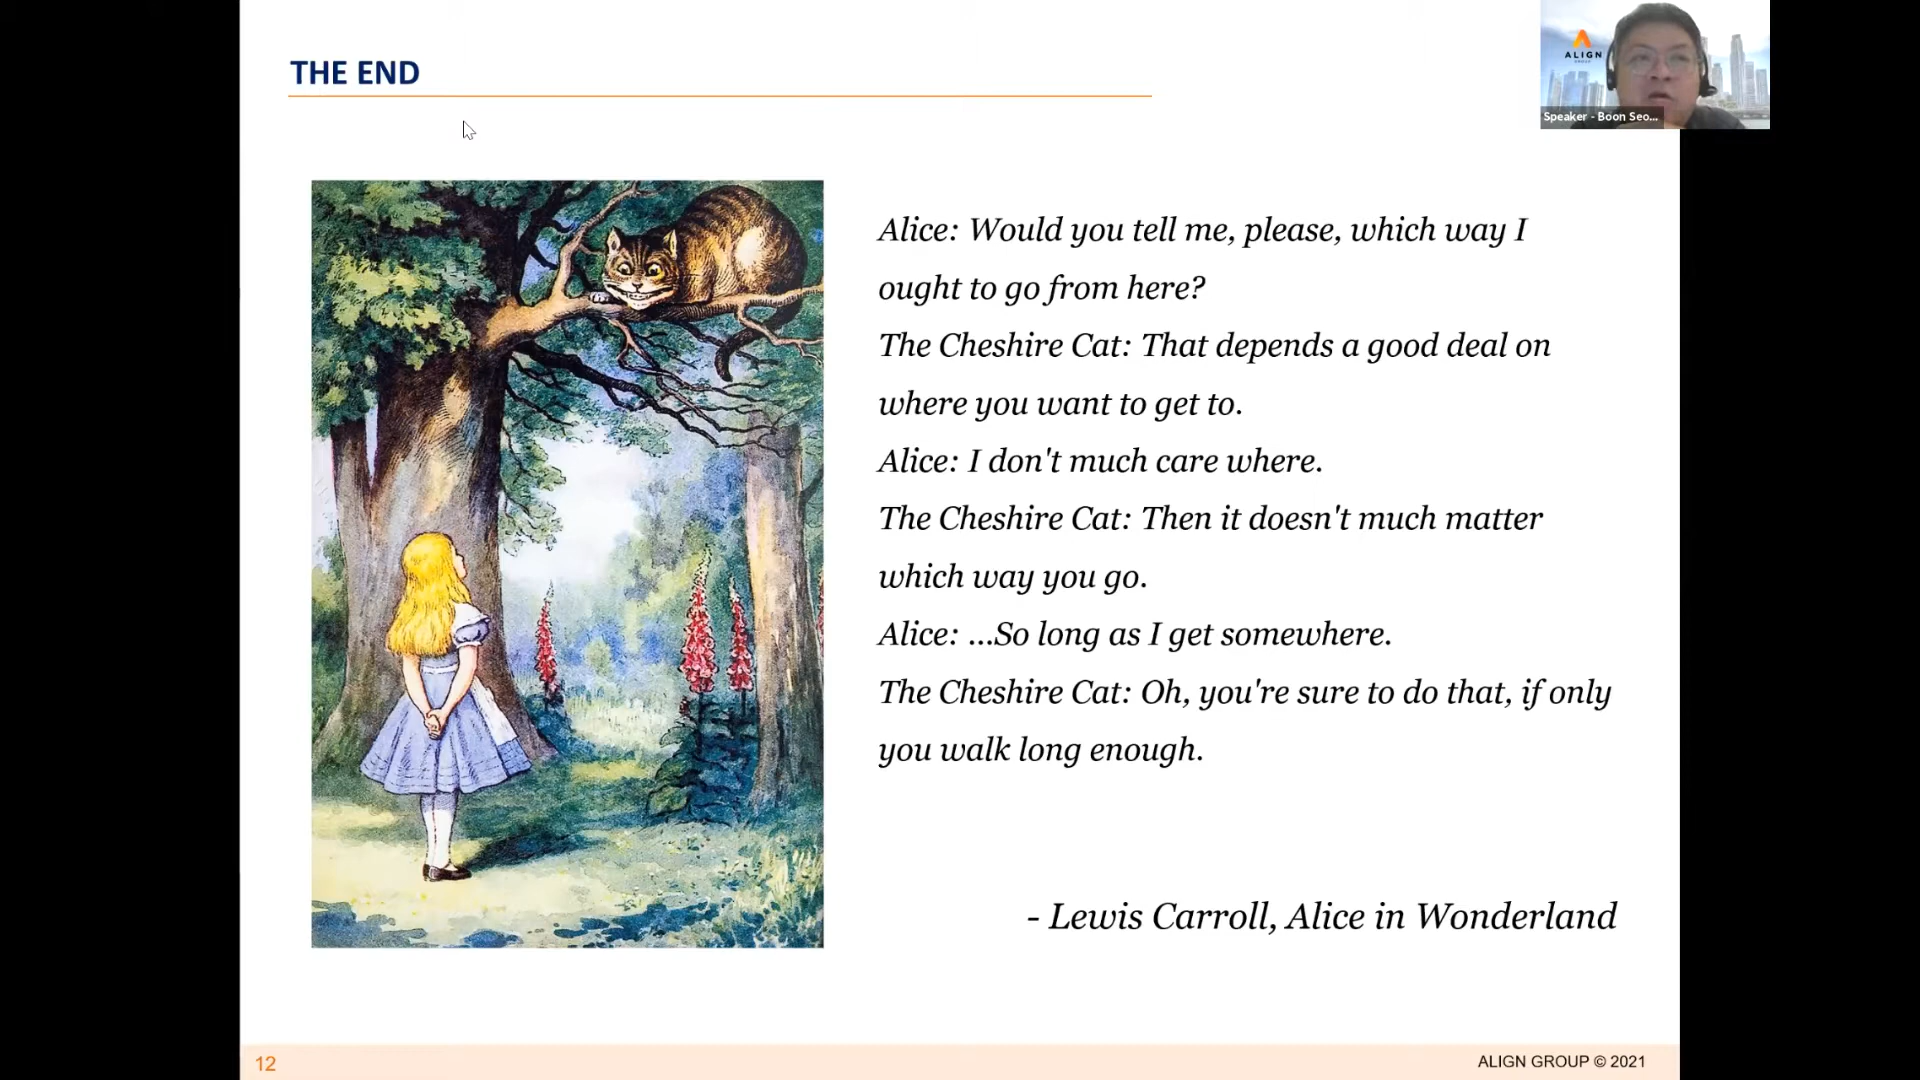 THE END
ALIGN
Speaker - Boon Seo...
Alice: Would you tell me, please, which way I
ought to go from here?
The Cheshire Cat: That depends a good deal on
where you want to get to.
Alice: I don't much care where.
The Cheshire Cat: Then it doesn't much matter
which way you go.
Alice: ...So long as I get somewhere.
The Cheshire Cat: Oh, you're sure to do that, if only
you walk long enough.
- Lewis Carroll, Alice in Wonderland
12
ALIGN GROUP © 2021